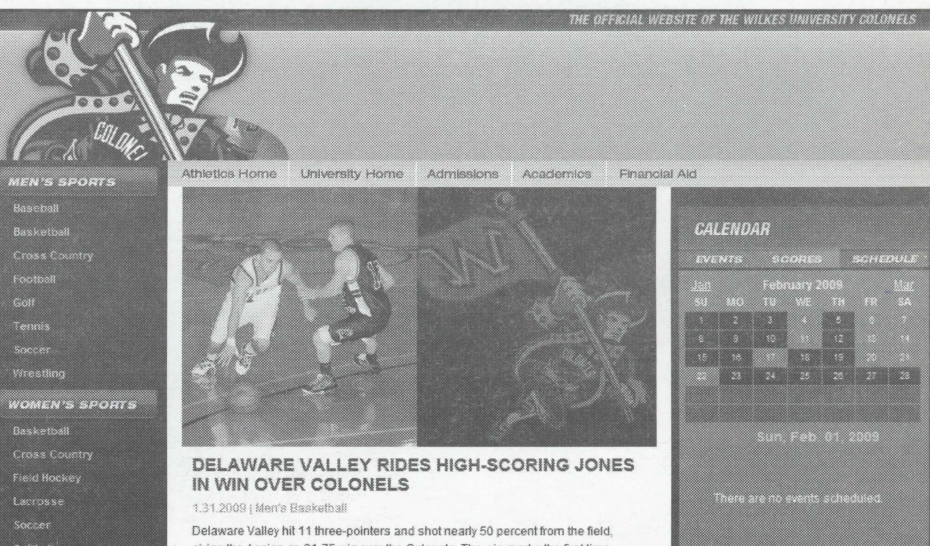 THE OFFICIAL WEBSITE OF THE WILKES UNIVERSITY COLONELS
COLONE
Athletics Home University Home Admissions Academics Financial Aid
MEN'S SPORTS
Baseball
Basketball
Cross Country
Football
Golf
Tennis
Soccer
Wrestling
WOMEN'S SPORTS
Basketball
Cross Country
Field Hockey
Lacrosse
Soccer
W
COLONELS
DELAWARE VALLEY RIDES HIGH-SCORING JONES
IN WIN OVER COLONELS
1.31.2009 | Men's Basketball
Delaware Valley hit 11 three-pointers and shot nearly 50 percent from the field,
CALENDAR
EVENTS SCORES SCHEDULE
Jan February 2009 Mar
SU MO TU WE TH FR SA
1 2 3 4 5 6 7
8 9 10 11 12 13 14
15 16 17 18 19 20 21
22 23 24 25 26 27 28
Sun, Feb. 01, 2009
There are no events scheduled.